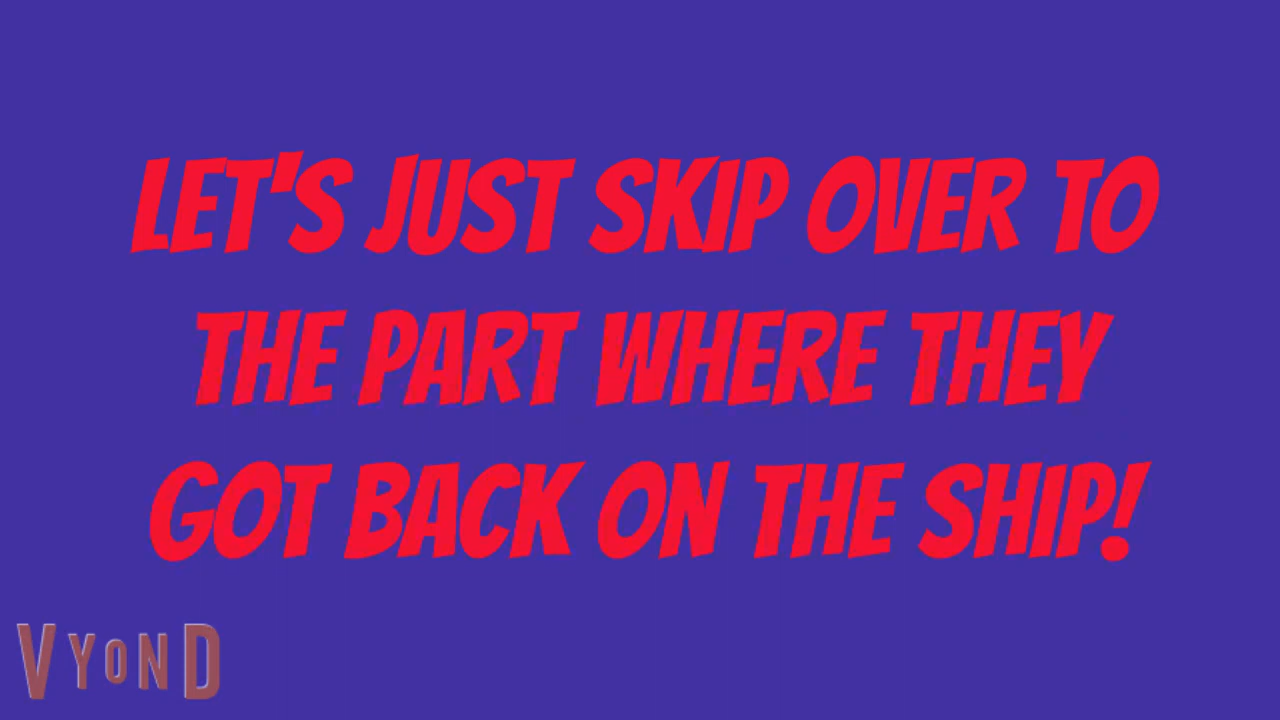 LET'S JUST SKIP OVER TO
THE PART WHERE THEY
GOT BACK ON THE SHIP!
VYOND